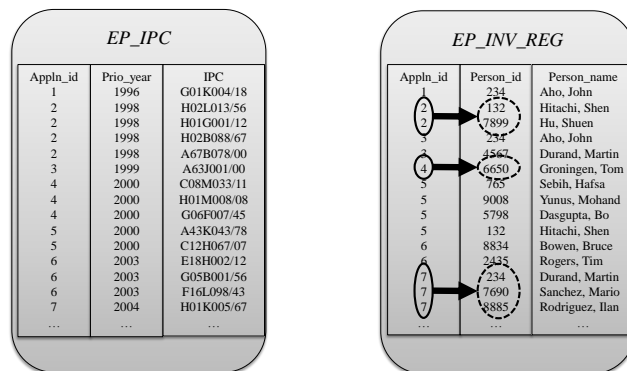 EP_IPC
Appln_id Prio_year IPC
1 1996 G01K004/18
2 1998 H02L013/56
2 1998 H01G001/12
2 1998 H02B088/67
2 1998 A67B078/00
3 1999 A63J001/00
4 2000 C08M033/11
4 2000 H01M008/08
4 2000 G06F007/45
5 2000 A43K043/78
5 2000 C12H067/07
6 2003 E18H002/12
6 2003 G05B001/56
6 2003 F16L098/43
7 2004 H01K005/67
… … …
EP_INV_REG
Appln_id Person_id Person_name
1 234 Aho, John
2 132 Hitachi, Shen
2 7899 Hu, Shuen
3 234 Aho, John
3 4567 Durand, Martin
4 6650 Groningen, Tom
5 765 Sebih, Hafsa
5 9008 Yunus, Mohand
5 5798 Dasgupta, Bo
5 132 Hitachi, Shen
6 8834 Bowen, Bruce
6 2435 Rogers, Tim
7 234 Durand, Martin
7 7690 Sanchez, Mario
7 8885 Rodriguez, Ilan
… … …